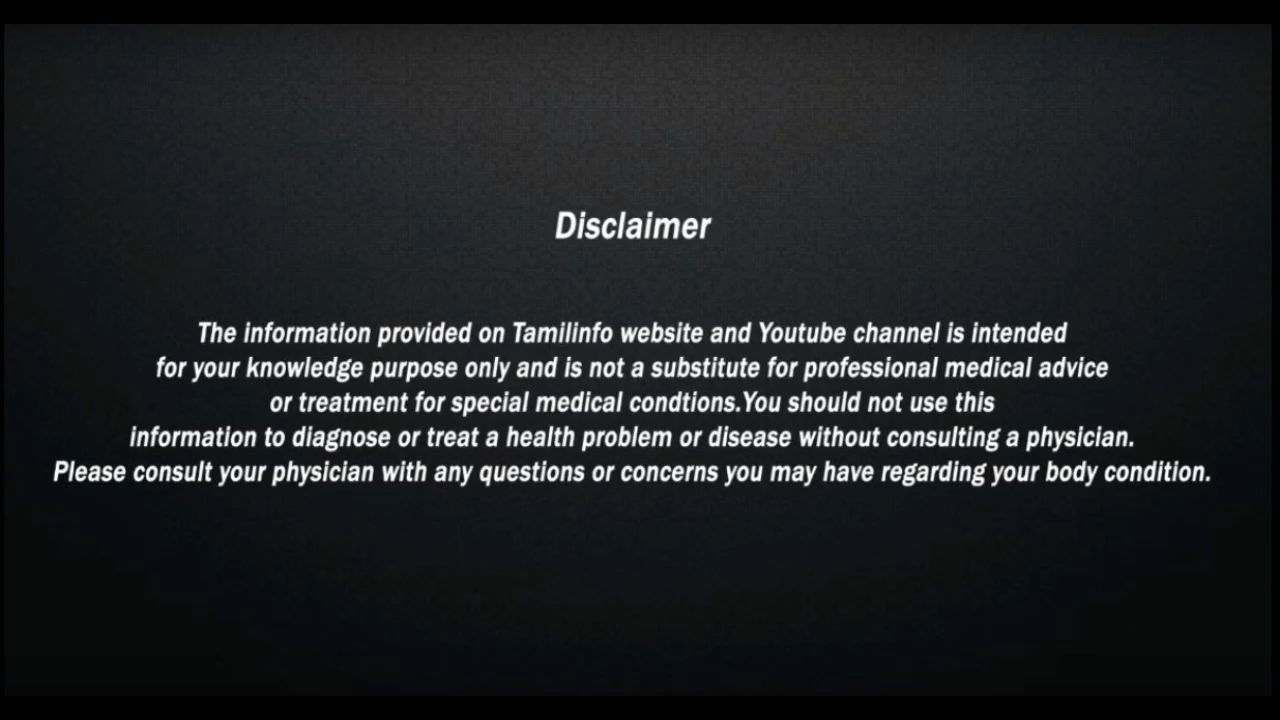 Disclaimer
The information provided on Tamilinfo website and Youtube channel is intended
for your knowledge purpose only and is not a substitute for professional medical advice
or treatment for special medical condtions.You should not use this
information to diagnose or treat a health problem or disease without consulting a physician.
Please consult your physician with any questions or concerns you may have regarding your body condition.